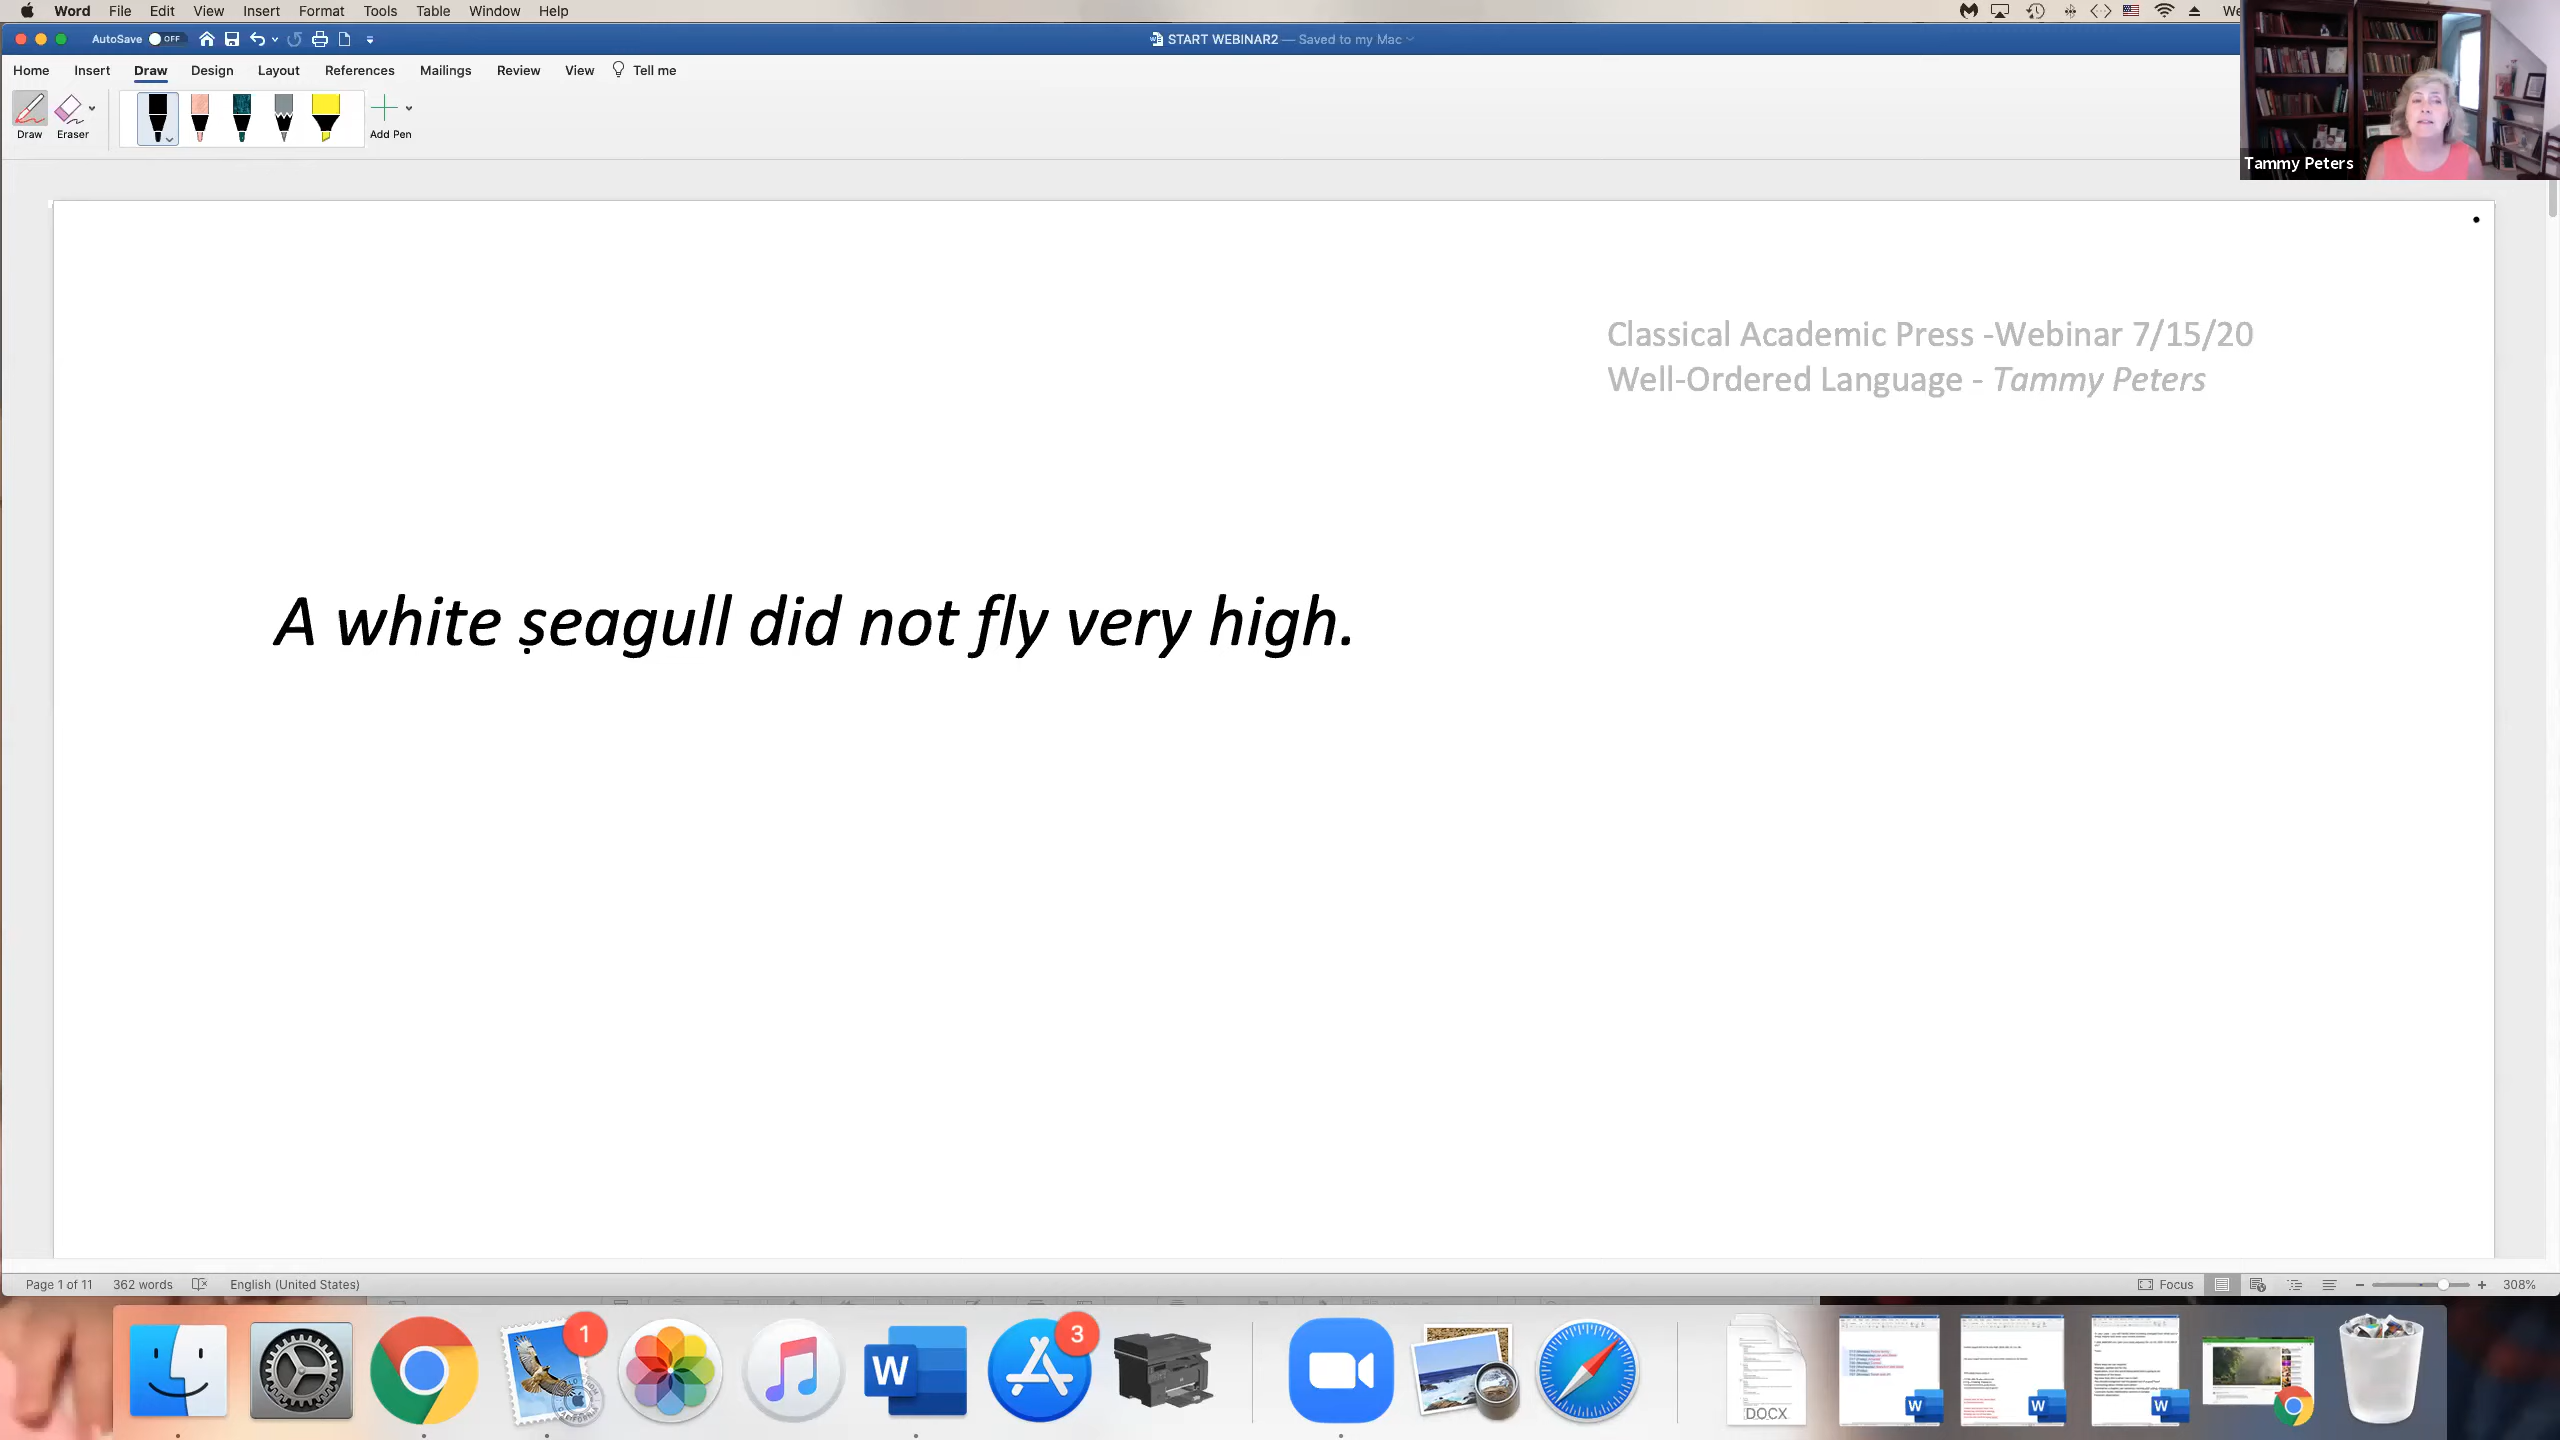 Word File Edit View Insert Format Tools Table Window Help We
AutoSave OFF START WEBINAR2 — Saved to my Mac
Home Insert Draw Design Layout References Mailings Review View Tell me
Draw Eraser Add Pen
Tammy Peters
Classical Academic Press -Webinar 7/15/20
Well-Ordered Language - Tammy Peters
A white seagull did not fly very high.
Page 1 of 11 362 words English (United States) Focus 308%
1
3
W
DOCX
W
W
W